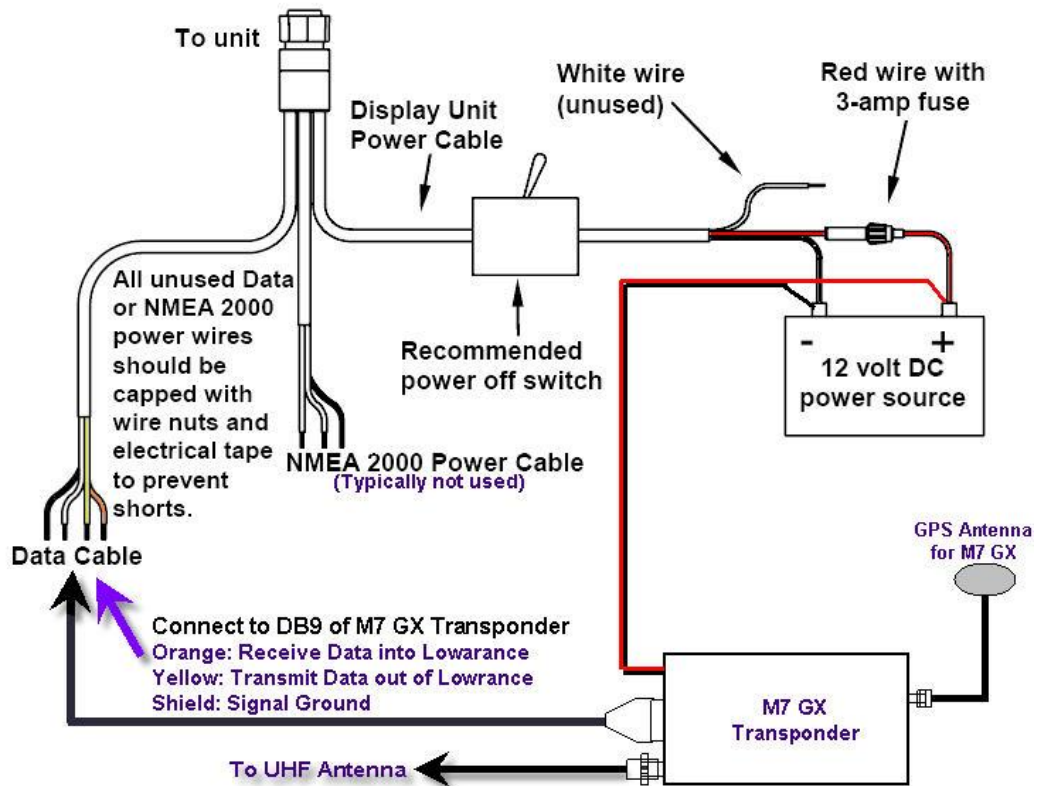 To unit
White wire
(unused)
Red wire with
3-amp fuse
Display Unit
Power Cable
All unused Data
or NMEA 2000
power wires
should be
capped with
wire nuts and
electrical tape
to prevent
shorts.
Recommended
power off switch
- +
12 volt DC
power source
NMEA 2000 Power Cable
(Typically not used)
Data Cable
GPS Antenna
for M7 GX
Connect to DB9 of M7 GX Transponder
Orange: Receive Data into Lowarance
Yellow: Transmit Data out of Lowrance
Shield: Signal Ground
M7 GX
Transponder
To UHF Antenna